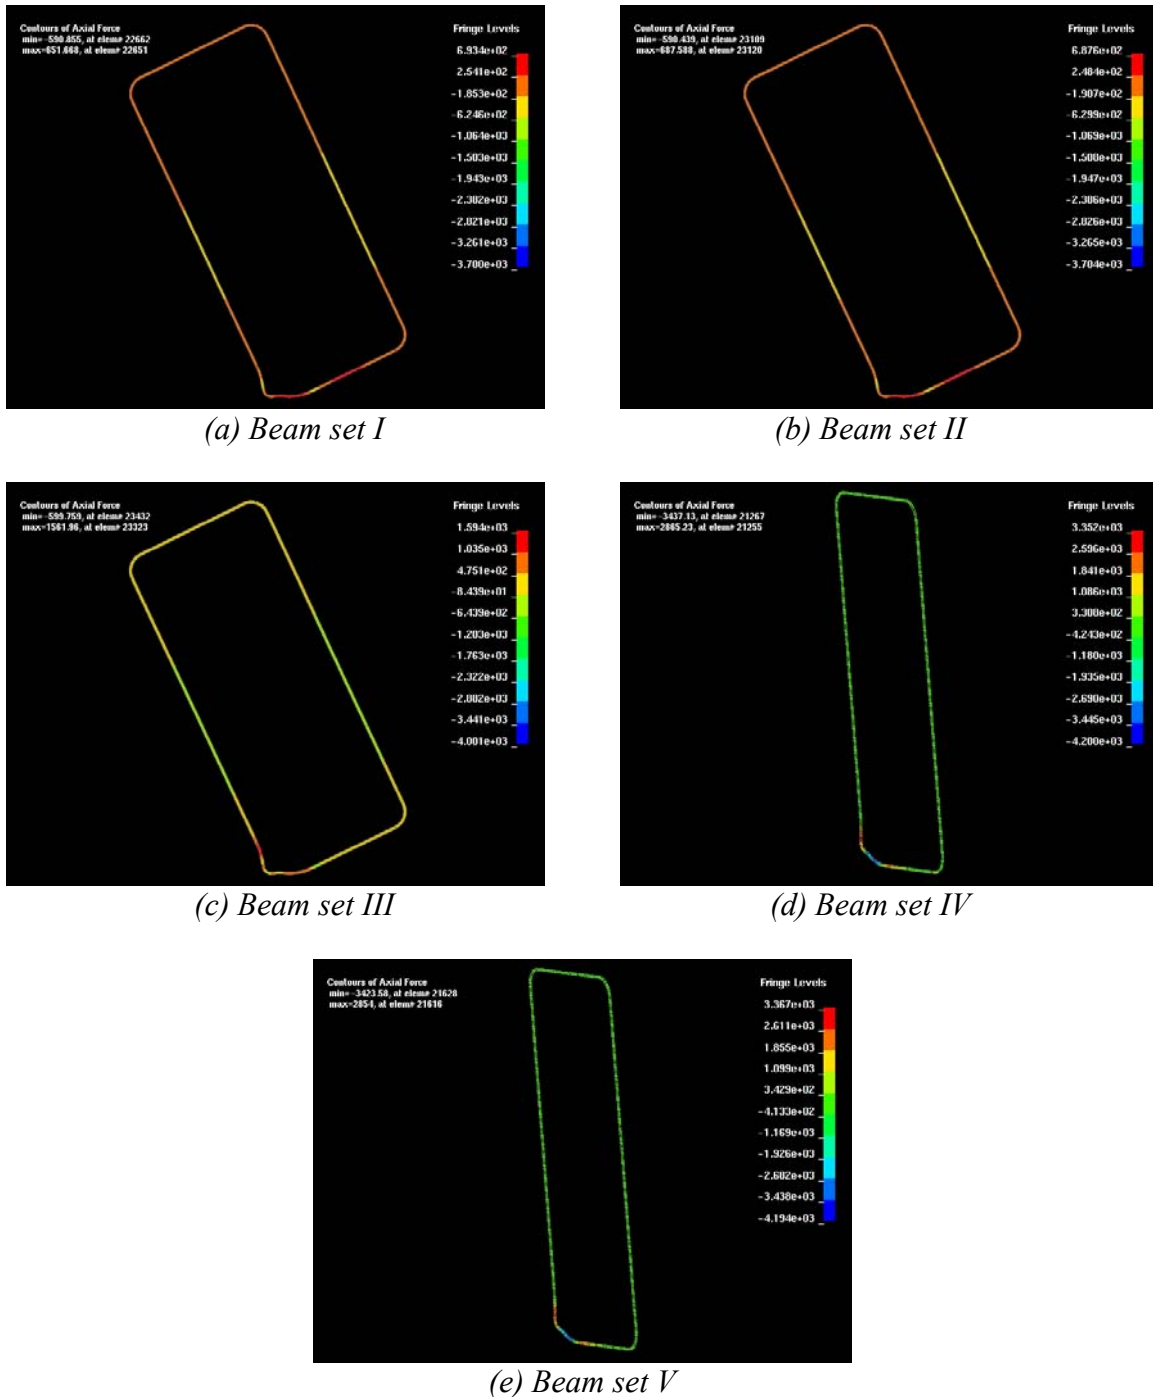 Contours of Axial Force
min=-590.855, at elem# 22662
max=651.668, at elem# 22651
Fringe Levels
6.934e+02
2.541e+02
-1.853e+02
-6.246e+02
-1.064e+03
-1.503e+03
-1.943e+03
-2.382e+03
-2.821e+03
-3.261e+03
-3.700e+03
(a) Beam set I
Contours of Axial Force
min=-590.439, at elem# 23109
max=687.588, at elem# 23120
Fringe Levels
6.876e+02
2.484e+02
-1.907e+02
-6.299e+02
-1.069e+03
-1.508e+03
-1.947e+03
-2.386e+03
-2.826e+03
-3.265e+03
-3.704e+03
(b) Beam set II
Contours of Axial Force
min=-599.759, at elem# 23432
max=1561.96, at elem# 23323
Fringe Levels
1.594e+03
1.035e+03
4.751e+02
-8.439e+01
-6.439e+02
-1.203e+03
-1.763e+03
-2.322e+03
-2.882e+03
-3.441e+03
-4.001e+03
(c) Beam set III
Contours of Axial Force
min=-3437.13, at elem# 21267
max=2865.23, at elem# 21255
Fringe Levels
3.352e+03
2.596e+03
1.841e+03
1.086e+03
3.308e+02
-4.243e+02
-1.180e+03
-1.935e+03
-2.690e+03
-3.445e+03
-4.200e+03
(d) Beam set IV
Contours of Axial Force
min=-3423.58, at elem# 21628
max=2854, at elem# 21616
Fringe Levels
3.367e+03
2.611e+03
1.855e+03
1.099e+03
3.429e+02
-4.133e+02
-1.169e+03
-1.926e+03
-2.682e+03
-3.438e+03
-4.194e+03
(e) Beam set V